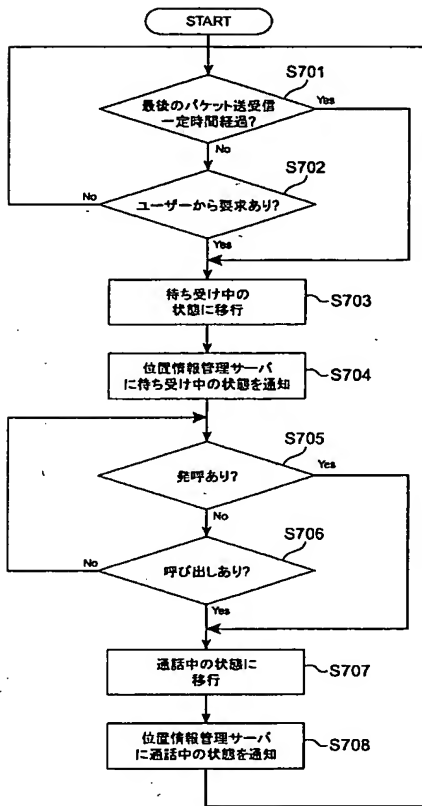 START
S701
最後のパケット送受信
一定時間経過?
Yes
No
S702
ユーザーから要求あり?
No
Yes
待ち受け中の
状態に移行
S703
位置情報管理サーバ
に待ち受け中の状態を通知
S704
S705
発呼あり?
Yes
No
S706
呼び出しあり?
No
Yes
通話中の状態に
移行
S707
位置情報管理サーバ
に通話中の状態を通知
S708